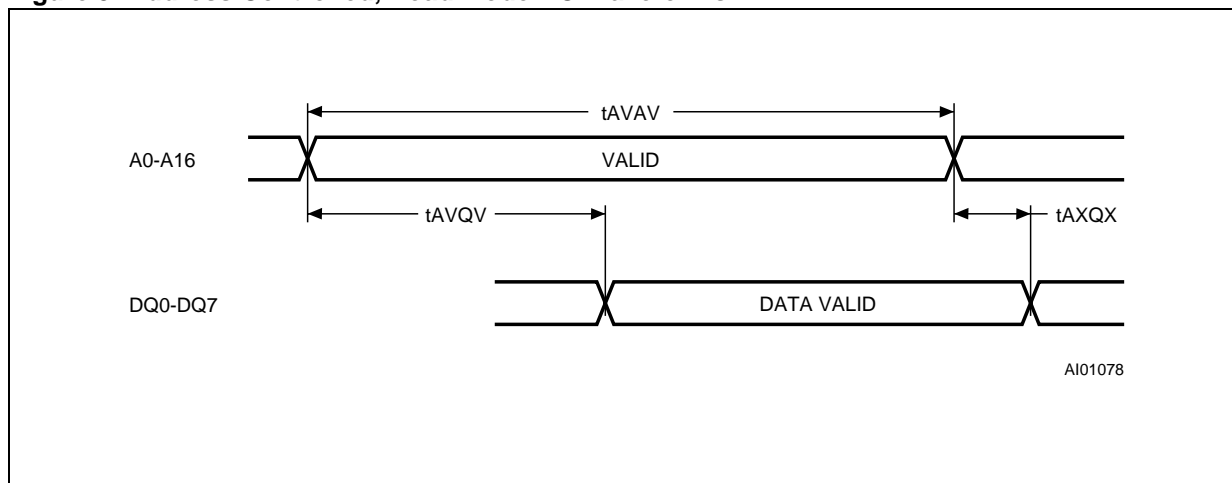 tAVAV
A0-A16
VALID
tAVQV
tAXQX
DQ0-DQ7
DATA VALID
AI01078